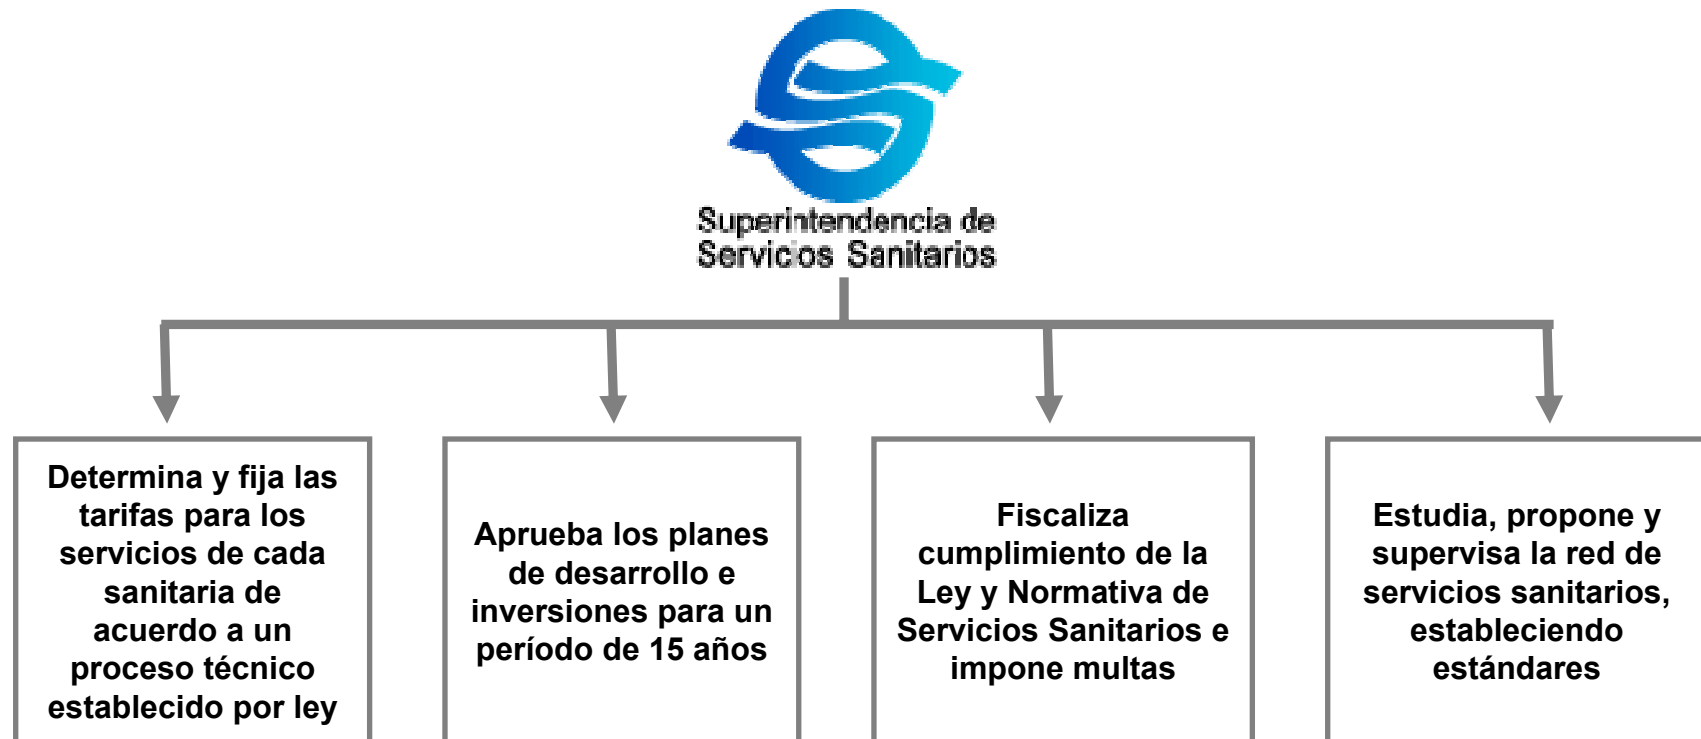 Superintendencia de
Servicios Sanitarios
Determina y fija las
tarifas para los
servicios de cada
sanitaria de
acuerdo a un
proceso técnico
establecido por ley
Aprueba los planes
de desarrollo e
inversiones para un
período de 15 años
Fiscaliza
cumplimiento de la
Ley y Normativa de
Servicios Sanitarios e
impone multas
Estudia, propone y
supervisa la red de
servicios sanitarios,
estableciendo
estándares